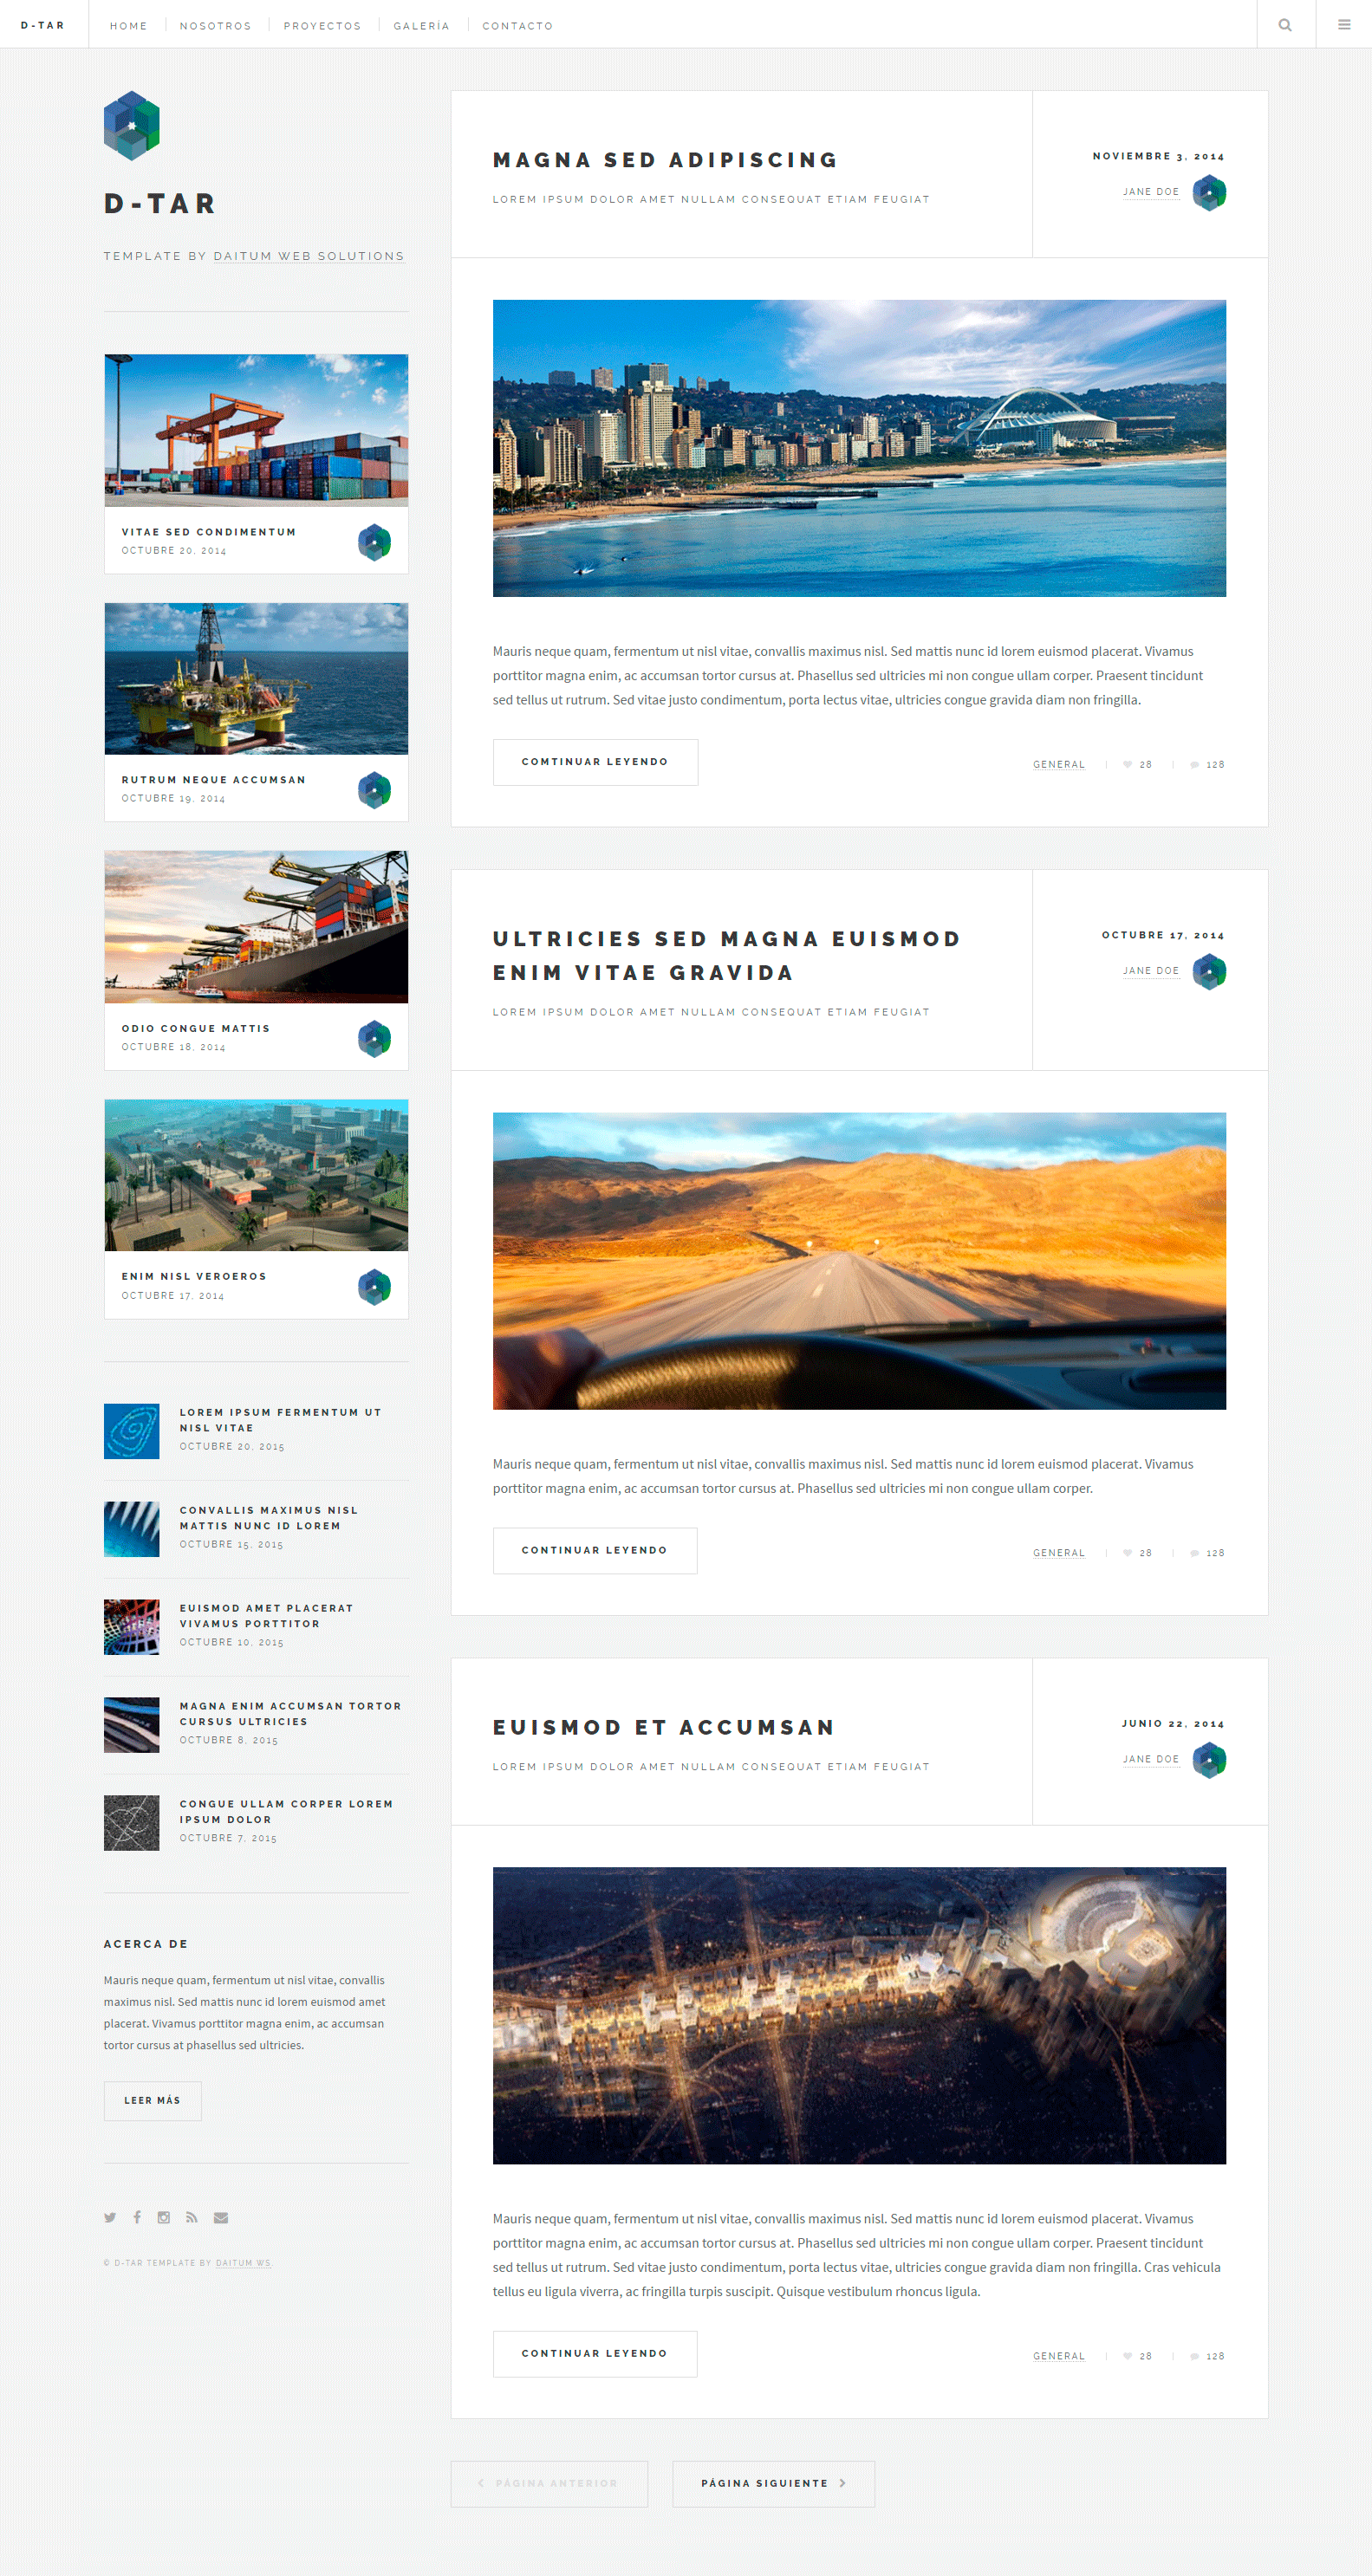 D-TAR
HOME
NOSOTROS
PROYECTOS
GALERÍA
CONTACTO
D-TAR
TEMPLATE BY DAITUM WEB SOLUTIONS
VITAE SED CONDIMENTUM
OCTUBRE 20, 2014
RUTRUM NEQUE ACCUMSAN
OCTUBRE 19, 2014
ODIO CONGUE MATTIS
OCTUBRE 18, 2014
ENIM NISL VEROEROS
OCTUBRE 17, 2014
LOREM IPSUM FERMENTUM UT
NISL VITAE
OCTUBRE 20, 2015
CONVALLIS MAXIMUS NISL
MATTIS NUNC ID LOREM
OCTUBRE 15, 2015
EUISMOD AMET PLACERAT
VIVAMUS PORTTITOR
OCTUBRE 10, 2015
MAGNA ENIM ACCUMSAN TORTOR
CURSUS ULTRICIES
OCTUBRE 8, 2015
CONGUE ULLAM CORPER LOREM
IPSUM DOLOR
OCTUBRE 7, 2015
ACERCA DE
Mauris neque quam, fermentum ut nisl vitae, convallis
maximus nisl. Sed mattis nunc id lorem euismod amet
placerat. Vivamus porttitor magna enim, ac accumsan
tortor cursus at phasellus sed ultricies.
LEER MÁS
© D-TAR TEMPLATE BY DAITUM WS.
MAGNA SED ADIPISCING
LOREM IPSUM DOLOR AMET NULLAM CONSEQUAT ETIAM FEUGIAT
NOVIEMBRE 3, 2014
JANE DOE
Mauris neque quam, fermentum ut nisl vitae, convallis maximus nisl. Sed mattis nunc id lorem euismod placerat. Vivamus
porttitor magna enim, ac accumsan tortor cursus at. Phasellus sed ultricies mi non congue ullam corper. Praesent tincidunt
sed tellus ut rutrum. Sed vitae justo condimentum, porta lectus vitae, ultricies congue gravida diam non fringilla.
COMTINUAR LEYENDO
GENERAL
28
128
ULTRICIES SED MAGNA EUISMOD
ENIM VITAE GRAVIDA
LOREM IPSUM DOLOR AMET NULLAM CONSEQUAT ETIAM FEUGIAT
OCTUBRE 17, 2014
JANE DOE
Mauris neque quam, fermentum ut nisl vitae, convallis maximus nisl. Sed mattis nunc id lorem euismod placerat. Vivamus
porttitor magna enim, ac accumsan tortor cursus at. Phasellus sed ultricies mi non congue ullam corper.
CONTINUAR LEYENDO
GENERAL
28
128
EUISMOD ET ACCUMSAN
LOREM IPSUM DOLOR AMET NULLAM CONSEQUAT ETIAM FEUGIAT
JUNIO 22, 2014
JANE DOE
Mauris neque quam, fermentum ut nisl vitae, convallis maximus nisl. Sed mattis nunc id lorem euismod placerat. Vivamus
porttitor magna enim, ac accumsan tortor cursus at. Phasellus sed ultricies mi non congue ullam corper. Praesent tincidunt
sed tellus ut rutrum. Sed vitae justo condimentum, porta lectus vitae, ultricies congue gravida diam non fringilla. Cras vehicula
tellus eu ligula viverra, ac fringilla turpis suscipit. Quisque vestibulum rhoncus ligula.
CONTINUAR LEYENDO
GENERAL
28
128
PÁGINA ANTERIOR
PÁGINA SIGUIENTE